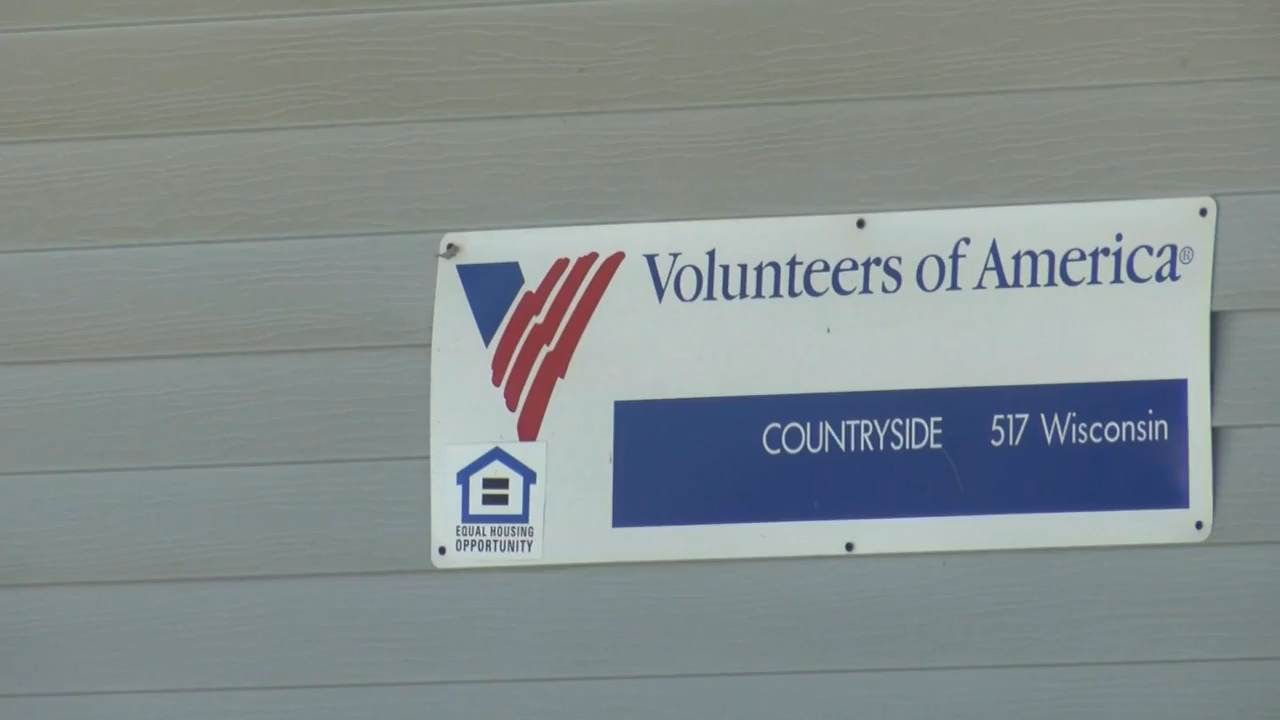 Volunteers of America®
COUNTRYSIDE 517 Wisconsin
EQUAL HOUSING
OPPORTUNITY